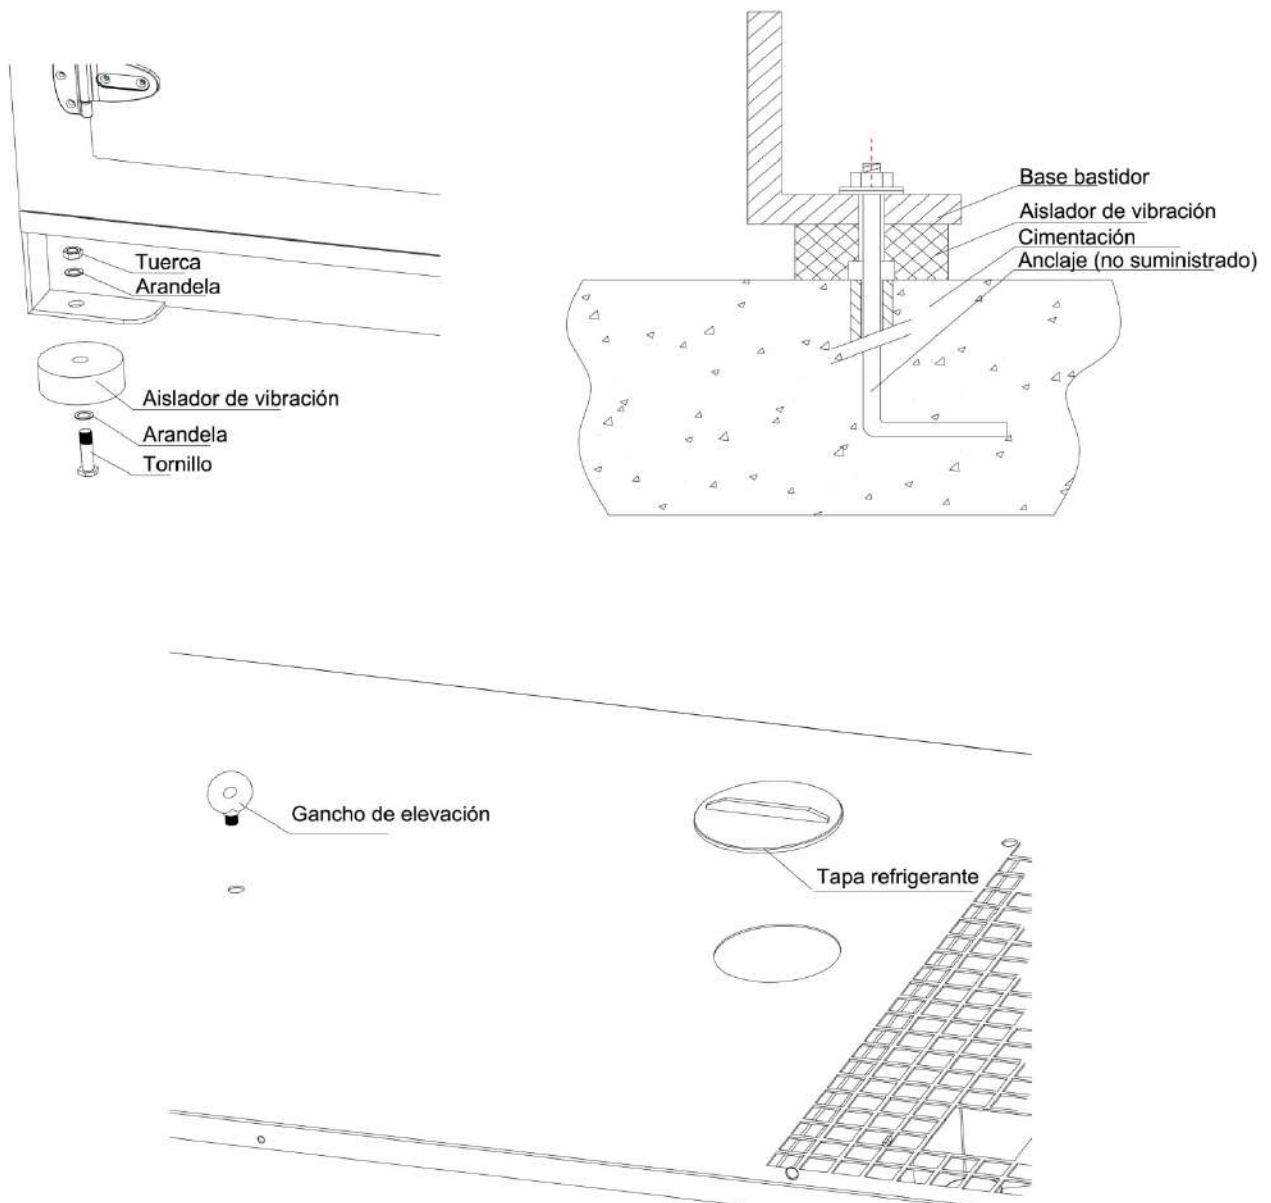 Tuerca
Arandela
Aislador de vibración
Arandela
Tornillo
Base bastidor
Aislador de vibración
Cimentación
Anclaje (no suministrado)
Gancho de elevación
Tapa refrigerante